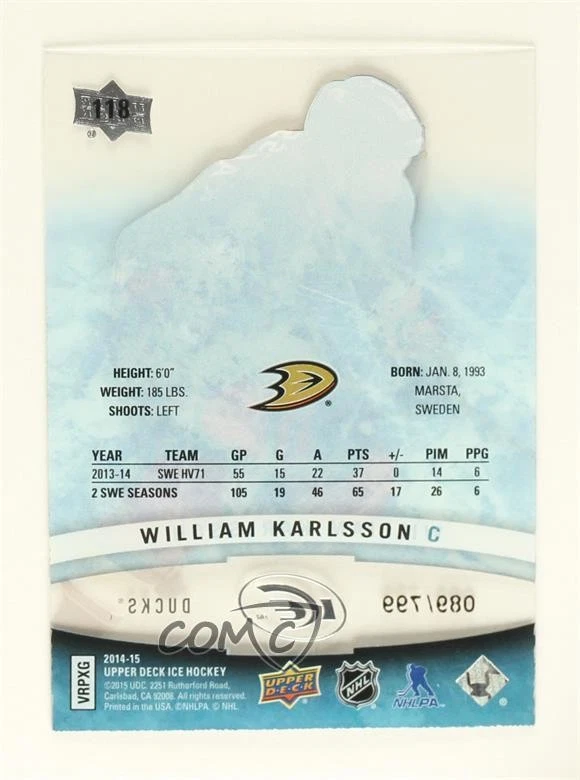 118
HEIGHT: 6'0"
WEIGHT: 185 LBS.
SHOOTS: LEFT
BORN: JAN. 8, 1993
MARSTA,
SWEDEN
YEAR TEAM GP G A PTS +/- PIM PPG
2013-14 SWE HV71 55 15 22 37 0 14 6
2 SWE SEASONS 105 19 46 65 17 26 6
WILLIAM KARLSSON C
DUCKS® ICE 089/799
COMC
VRPXG
2014-15
UPPER DECK ICE HOCKEY
©2015 UDC. 2251 Rutherford Road,
Carlsbad, CA 92008. All rights reserved.
Printed in the USA. ©NHLPA. © NHL.
UPPER DECK
NHL
NHLPA